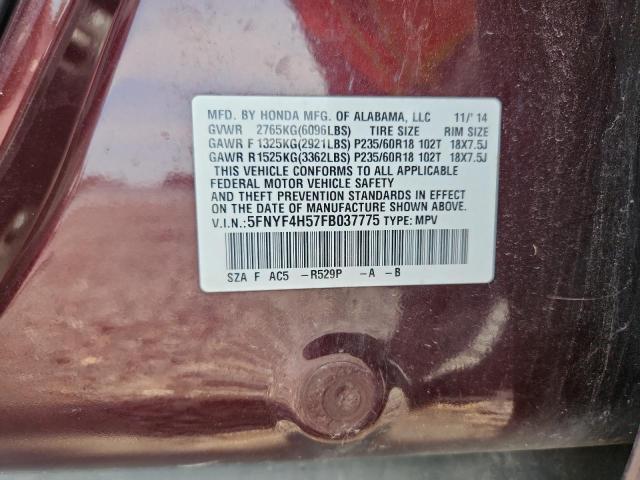 MFD. BY HONDA MFG. OF ALABAMA, LLC 11/'14
GVWR 2765KG(6096LBS) TIRE SIZE RIM SIZE
GAWR F 1325KG(2921LBS) P235/60R18 102T 18X7.5J
GAWR R 1525KG(3362LBS) P235/60R18 102T 18X7.5J
THIS VEHICLE CONFORMS TO ALL APPLICABLE
FEDERAL MOTOR VEHICLE SAFETY
AND THEFT PREVENTION STANDARDS IN EFFECT
ON THE DATE OF MANUFACTURE SHOWN ABOVE.
V.I.N.:5FNYF4H57FB037775 TYPE: MPV
SZA F AC5 –R529P –A –B